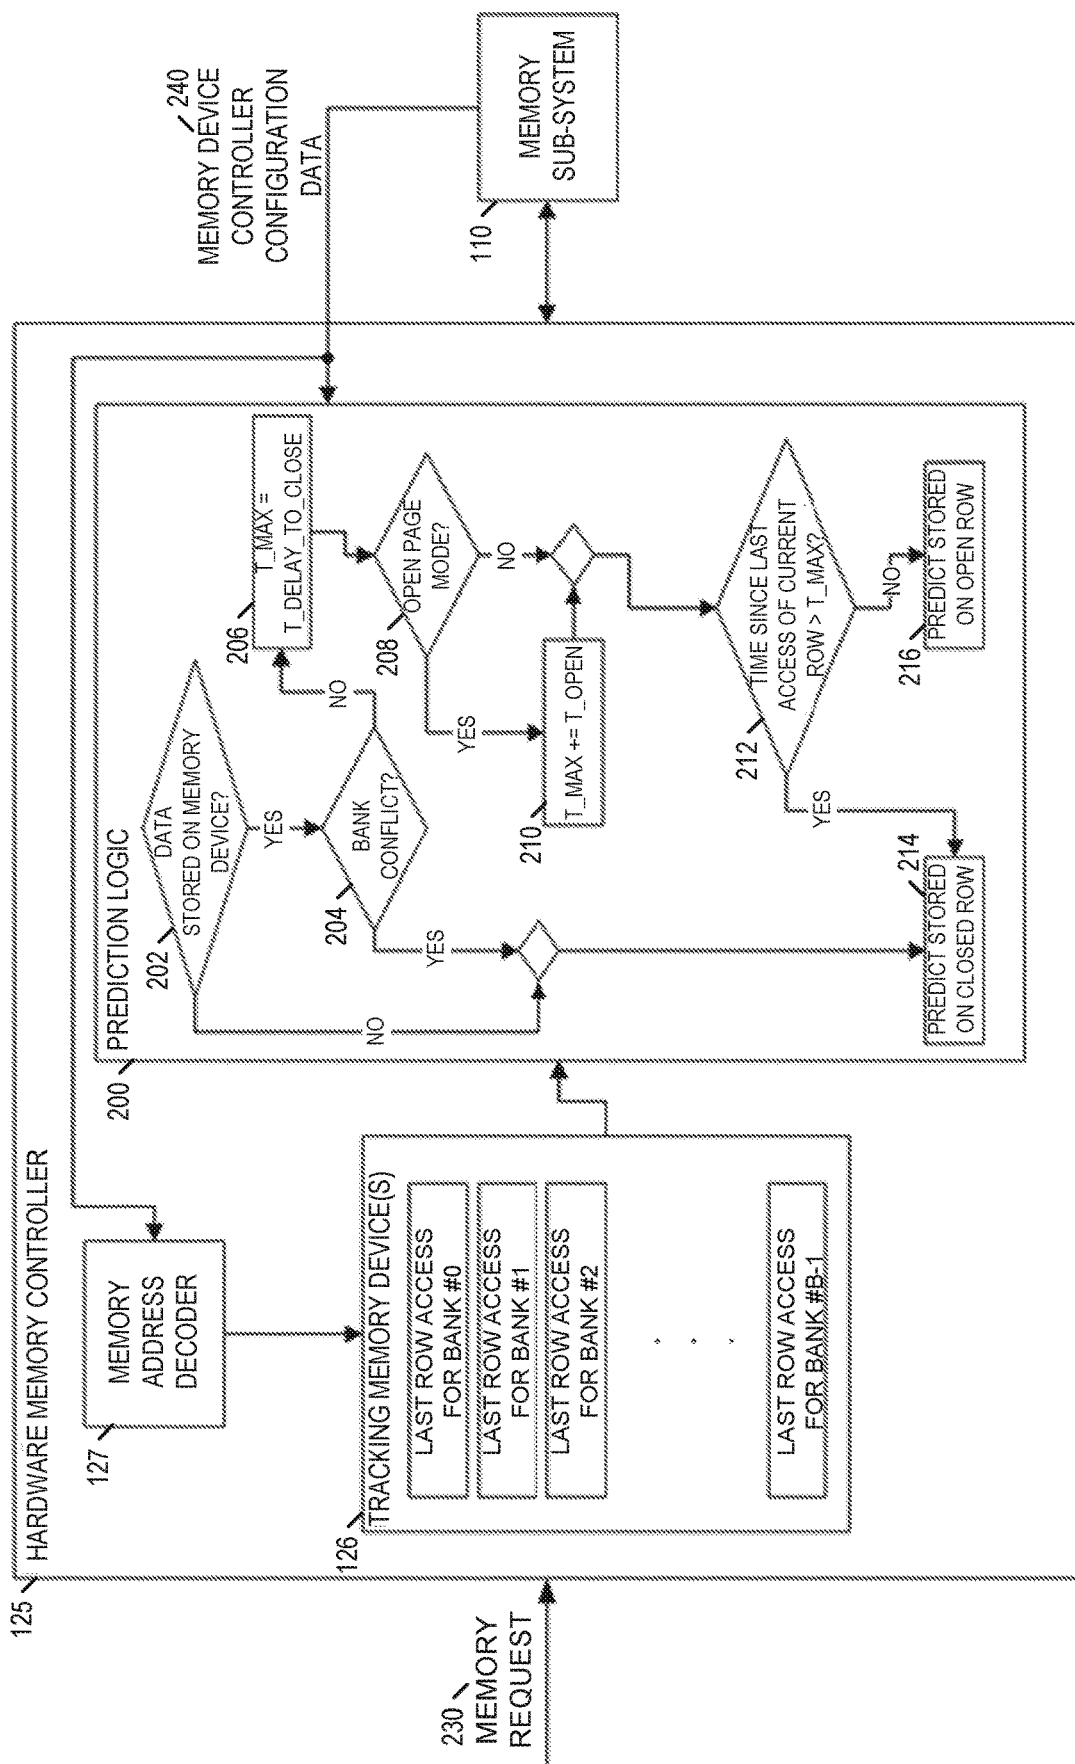 125
HARDWARE MEMORY CONTROLLER
230
MEMORY
REQUEST
127
MEMORY
ADDRESS
DECODER
126
TRACKING MEMORY DEVICE(S)
LAST ROW ACCESS
FOR BANK #0
LAST ROW ACCESS
FOR BANK #1
LAST ROW ACCESS
FOR BANK #2
. . .
LAST ROW ACCESS
FOR BANK #B-1
200
PREDICTION LOGIC
202
DATA
STORED ON MEMORY
DEVICE?
NO
YES
204
BANK
CONFLICT?
YES
NO
206
T_MAX =
T_DELAY_TO_CLOSE
208
OPEN PAGE
MODE?
YES
NO
210
T_MAX += T_OPEN
212
TIME SINCE LAST
ACCESS OF CURRENT
ROW > T_MAX?
YES
NO
214
PREDICT STORED
ON CLOSED ROW
216
PREDICT STORED
ON OPEN ROW
240
MEMORY DEVICE
CONTROLLER
CONFIGURATION
DATA
110
MEMORY
SUB-SYSTEM